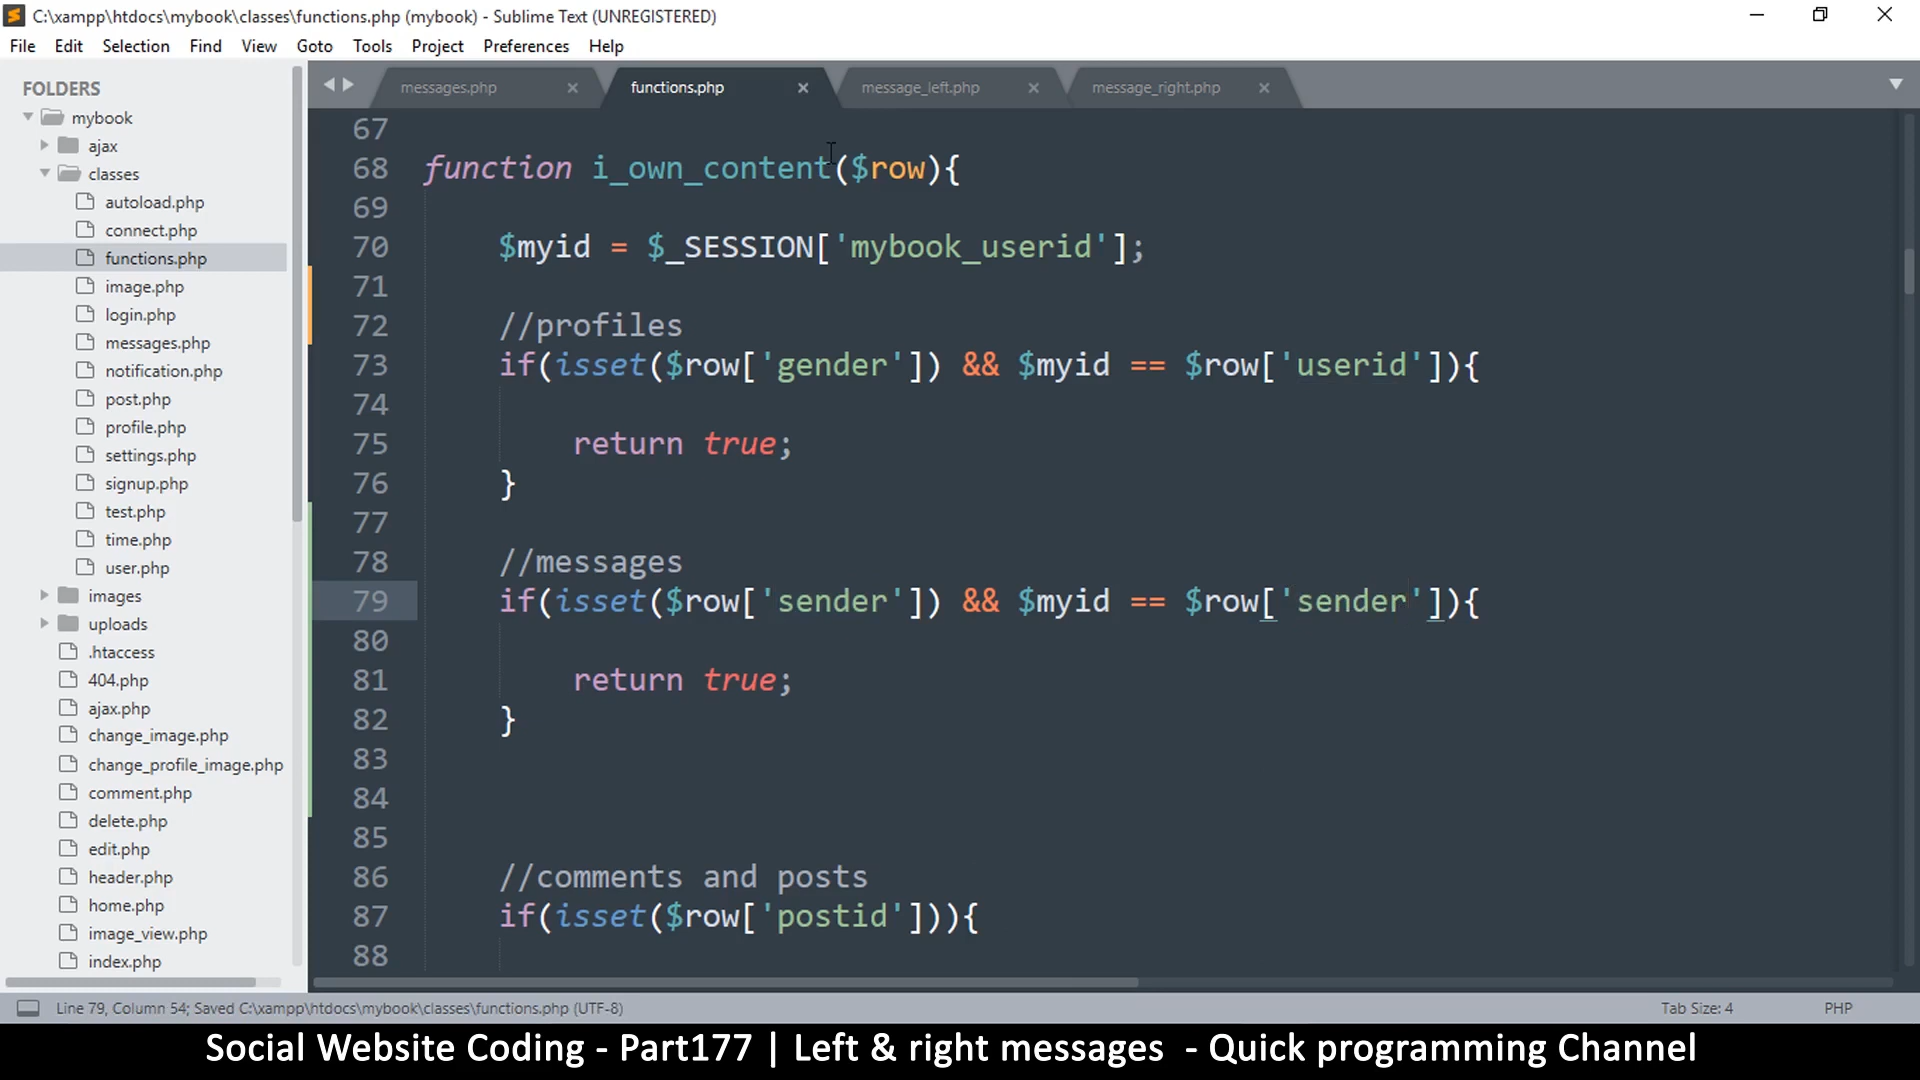 C:\xampp\htdocs\mybook\classes\functions.php (mybook) - Sublime Text (UNREGISTERED)
File Edit Selection Find View Goto Tools Project Preferences Help
FOLDERS
mybook
ajax
classes
autoload.php
connect.php
functions.php
image.php
login.php
messages.php
notification.php
post.php
profile.php
settings.php
signup.php
test.php
time.php
user.php
images
uploads
.htaccess
404.php
ajax.php
change_image.php
change_profile_image.php
comment.php
delete.php
edit.php
header.php
home.php
image_view.php
index.php
messages.php functions.php message_left.php message_right.php
67
68 function i_own_content($row){
69
70 $myid = $_SESSION['mybook_userid'];
71
72 //profiles
73 if(isset($row['gender']) && $myid == $row['userid']){
74
75 return true;
76 }
77
78 //messages
79 if(isset($row['sender']) && $myid == $row['sender']){
80
81 return true;
82 }
83
84
85
86 //comments and posts
87 if(isset($row['postid'])){
88
Line 79, Column 54; Saved C:\xampp\htdocs\mybook\classes\functions.php (UTF-8) Tab Size: 4 PHP
Social Website Coding - Part177 | Left & right messages - Quick programming Channel